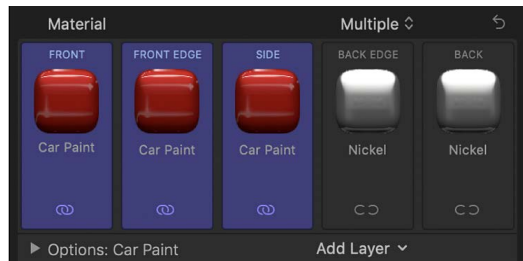 Material Multiple
FRONT FRONT EDGE SIDE BACK EDGE BACK
Car Paint Car Paint Car Paint Nickel Nickel
Options: Car Paint Add Layer